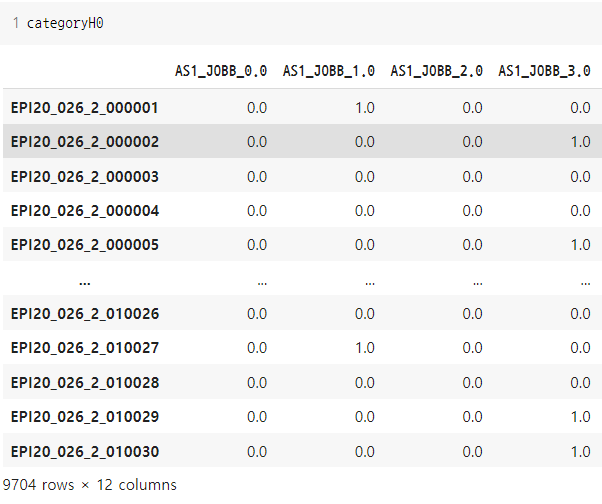 1 categoryH0
AS1_JOBB_0.0 AS1_JOBB_1.0 AS1_JOBB_2.0 AS1_JOBB_3.0
EPI20_026_2_000001 0.0 1.0 0.0 0.0
EPI20_026_2_000002 0.0 0.0 0.0 1.0
EPI20_026_2_000003 0.0 0.0 0.0 0.0
EPI20_026_2_000004 0.0 0.0 0.0 0.0
EPI20_026_2_000005 0.0 0.0 0.0 1.0
... ... ... ... ...
EPI20_026_2_010026 0.0 0.0 0.0 0.0
EPI20_026_2_010027 0.0 1.0 0.0 0.0
EPI20_026_2_010028 0.0 0.0 0.0 0.0
EPI20_026_2_010029 0.0 0.0 0.0 1.0
EPI20_026_2_010030 0.0 0.0 0.0 1.0
9704 rows × 12 columns